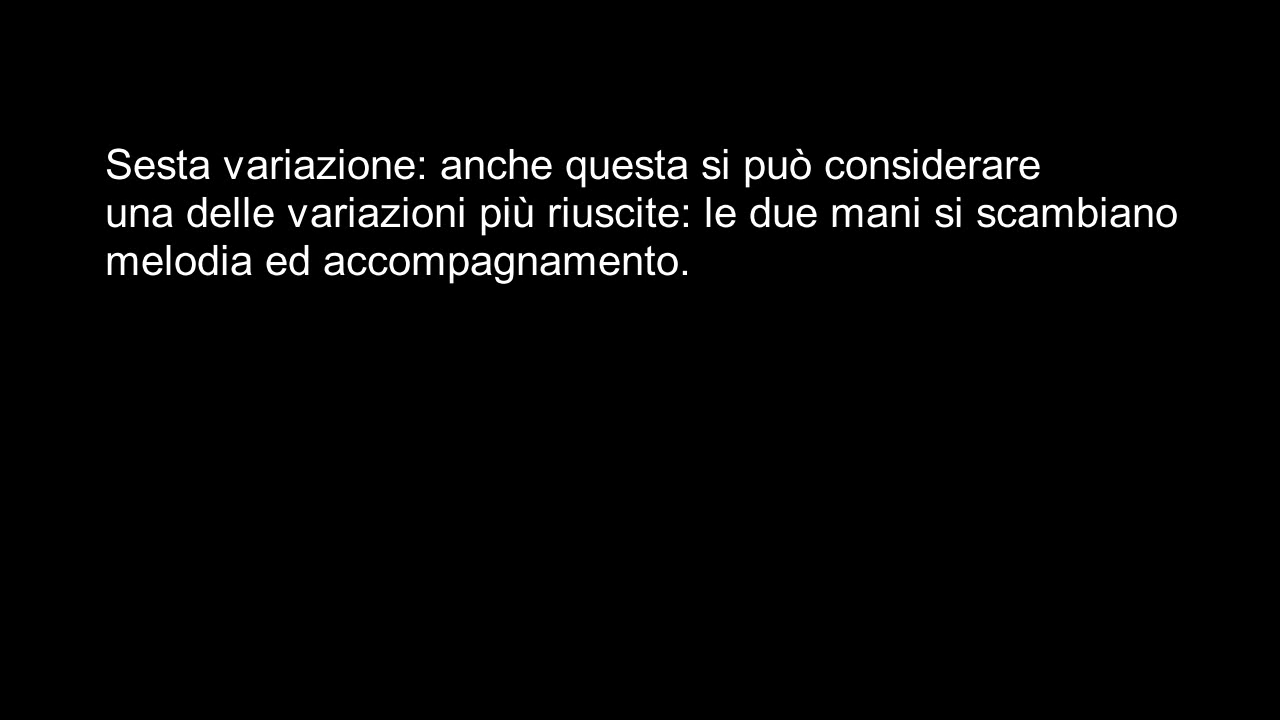 Sesta variazione: anche questa si può considerare
una delle variazioni più riuscite: le due mani si scambiano
melodia ed accompagnamento.